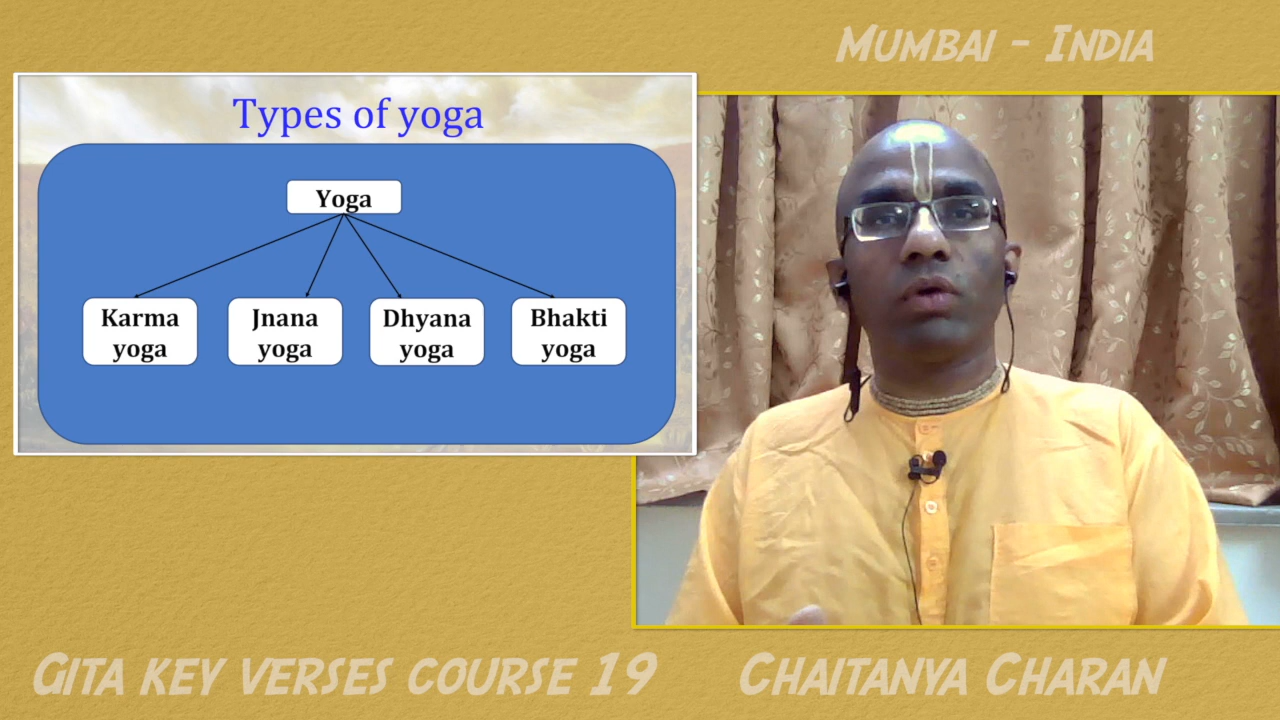 Mumbai - India
Types of yoga
Yoga
Karma
yoga
Jnana
yoga
Dhyana
yoga
Bhakti
yoga
Gita key verses course 19
Chaitanya Charan